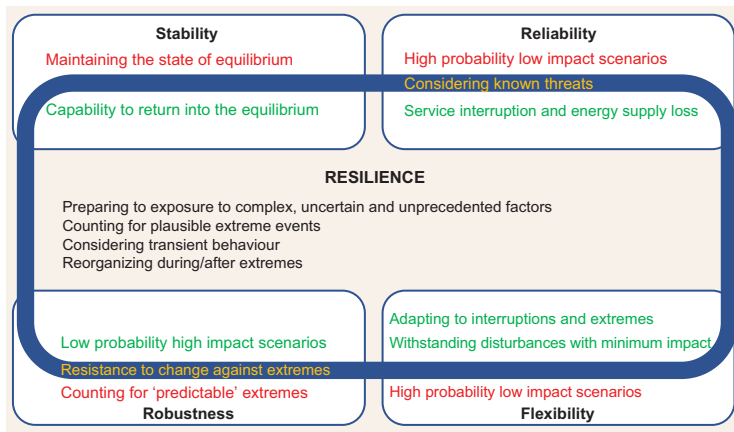 Stability
Maintaining the state of equilibrium
Capability to return into the equilibrium
Reliability
High probability low impact scenarios
Considering known threats
Service interruption and energy supply loss
RESILIENCE
Preparing to exposure to complex, uncertain and unprecedented factors
Counting for plausible extreme events
Considering transient behaviour
Reorganizing during/after extremes
Low probability high impact scenarios
Resistance to change against extremes
Counting for ‘predictable’ extremes
Robustness
Adapting to interruptions and extremes
Withstanding disturbances with minimum impact
High probability low impact scenarios
Flexibility